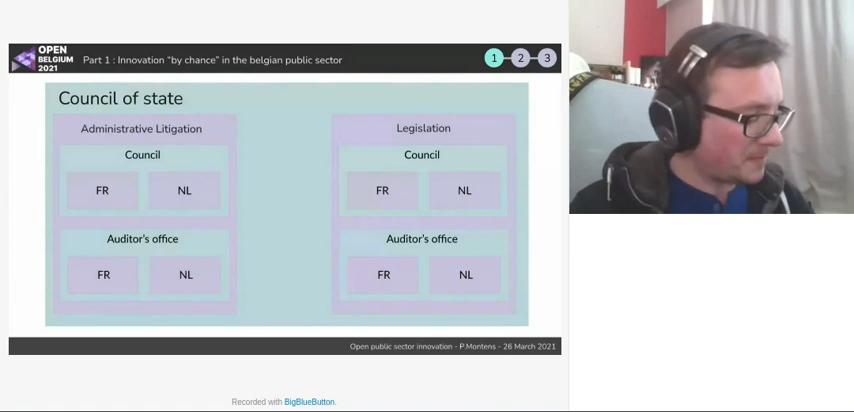 OPEN
BELGIUM
2021
Part 1 : Innovation “by chance” in the belgian public sector
1 2 3
Council of state
Administrative Litigation
Council
FR NL
Auditor’s office
FR NL
Legislation
Council
FR NL
Auditor’s office
FR NL
Open public sector innovation - P.Montens - 26 March 2021
Recorded with BigBlueButton.